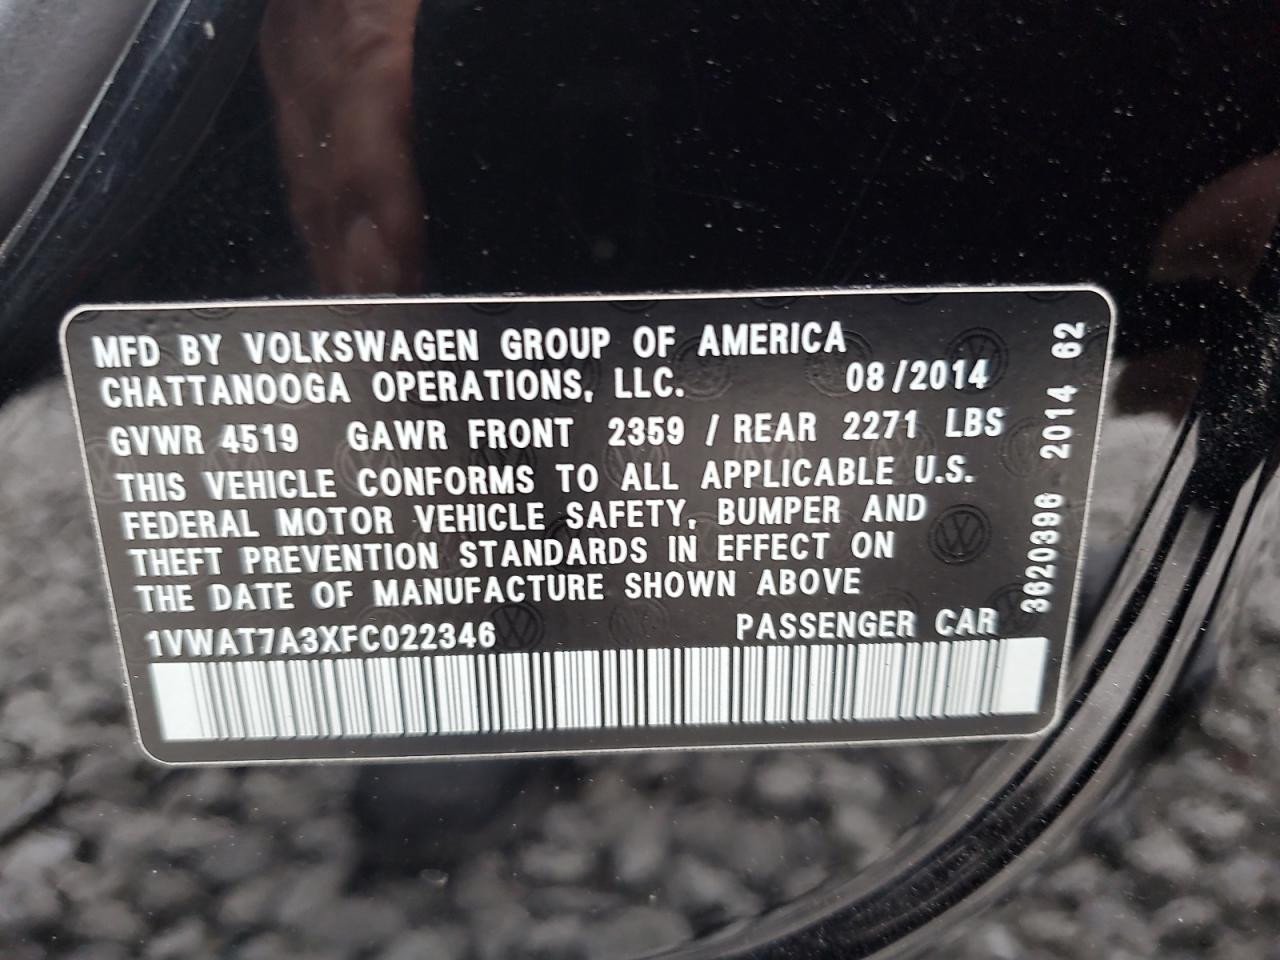 MFD BY VOLKSWAGEN GROUP OF AMERICA
CHATTANOOGA OPERATIONS, LLC. 08/2014
GVWR 4519 GAWR FRONT 2359 / REAR 2271 LBS
THIS VEHICLE CONFORMS TO ALL APPLICABLE U.S.
FEDERAL MOTOR VEHICLE SAFETY, BUMPER AND
THEFT PREVENTION STANDARDS IN EFFECT ON
THE DATE OF MANUFACTURE SHOWN ABOVE
1VWAT7A3XFC022346 PASSENGER CAR
3620396 2014 62